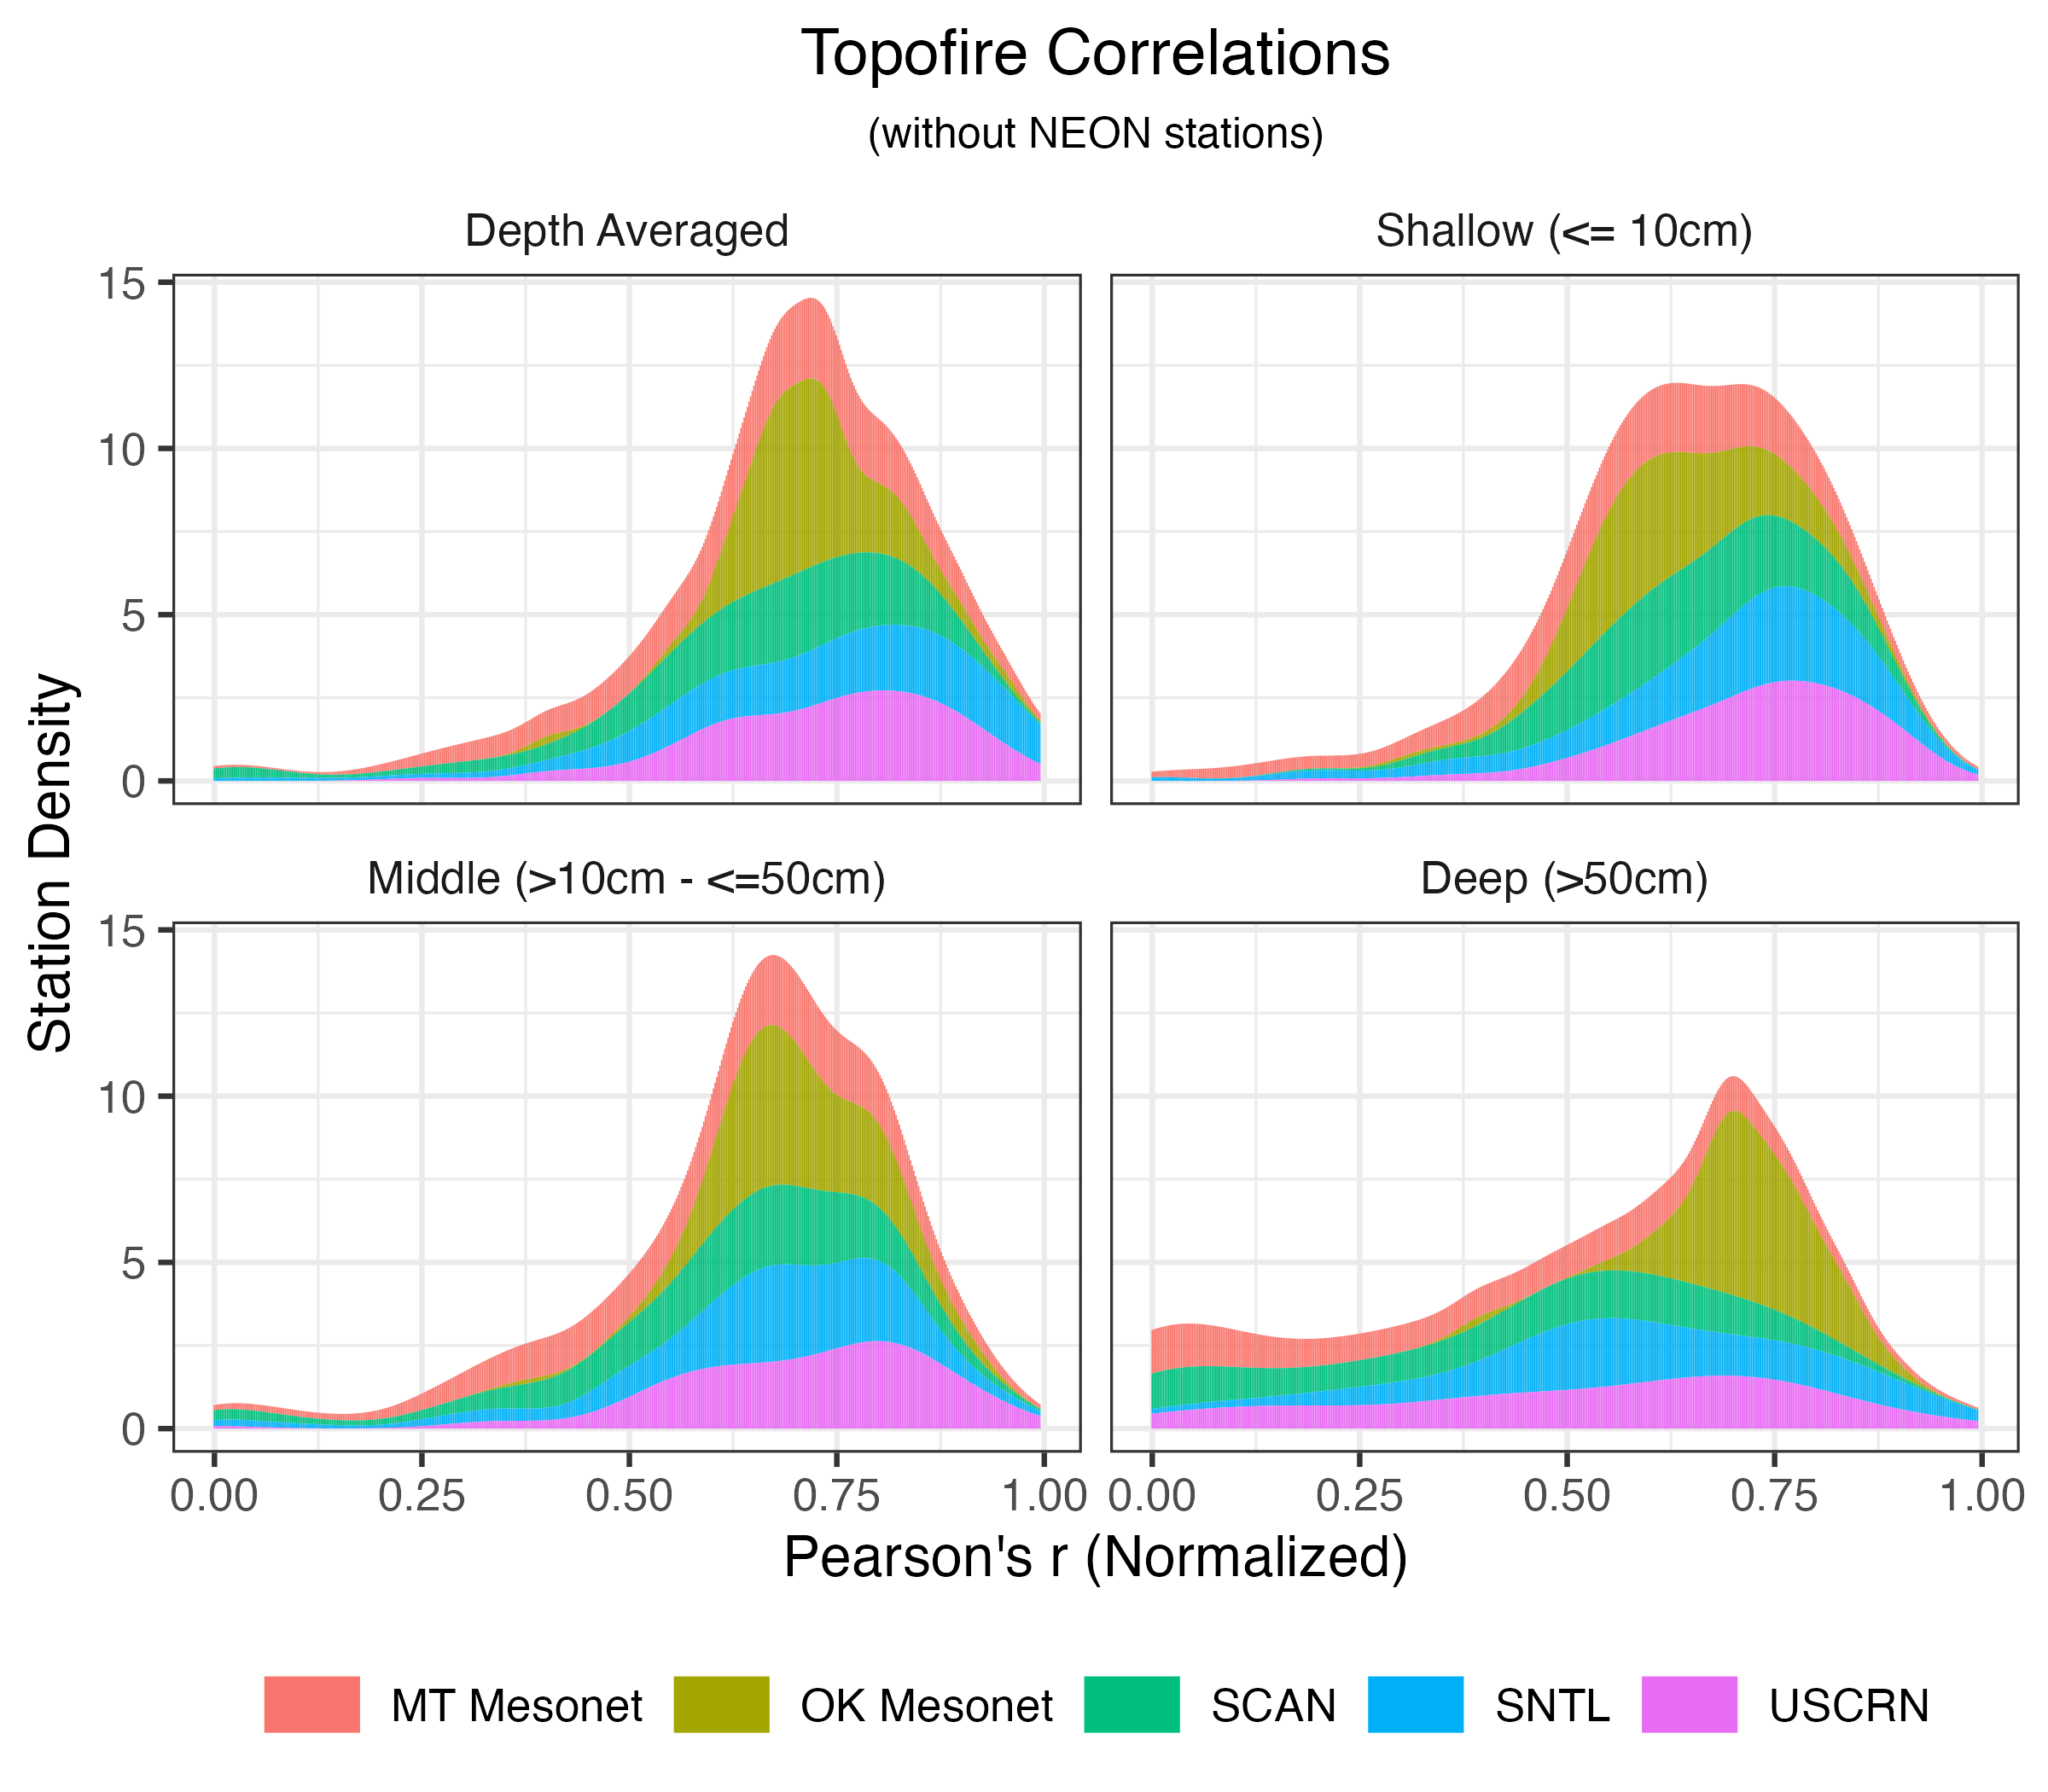 Topofire Correlations
(without NEON stations)
Depth Averaged
Shallow (<= 10cm)
15
10
5
0
Middle (>10cm - <=50cm)
Deep (>50cm)
15
10
5
0
Station Density
0.00 0.25 0.50 0.75 1.00 0.00 0.25 0.50 0.75 1.00
Pearson's r (Normalized)
MT Mesonet OK Mesonet SCAN SNTL USCRN